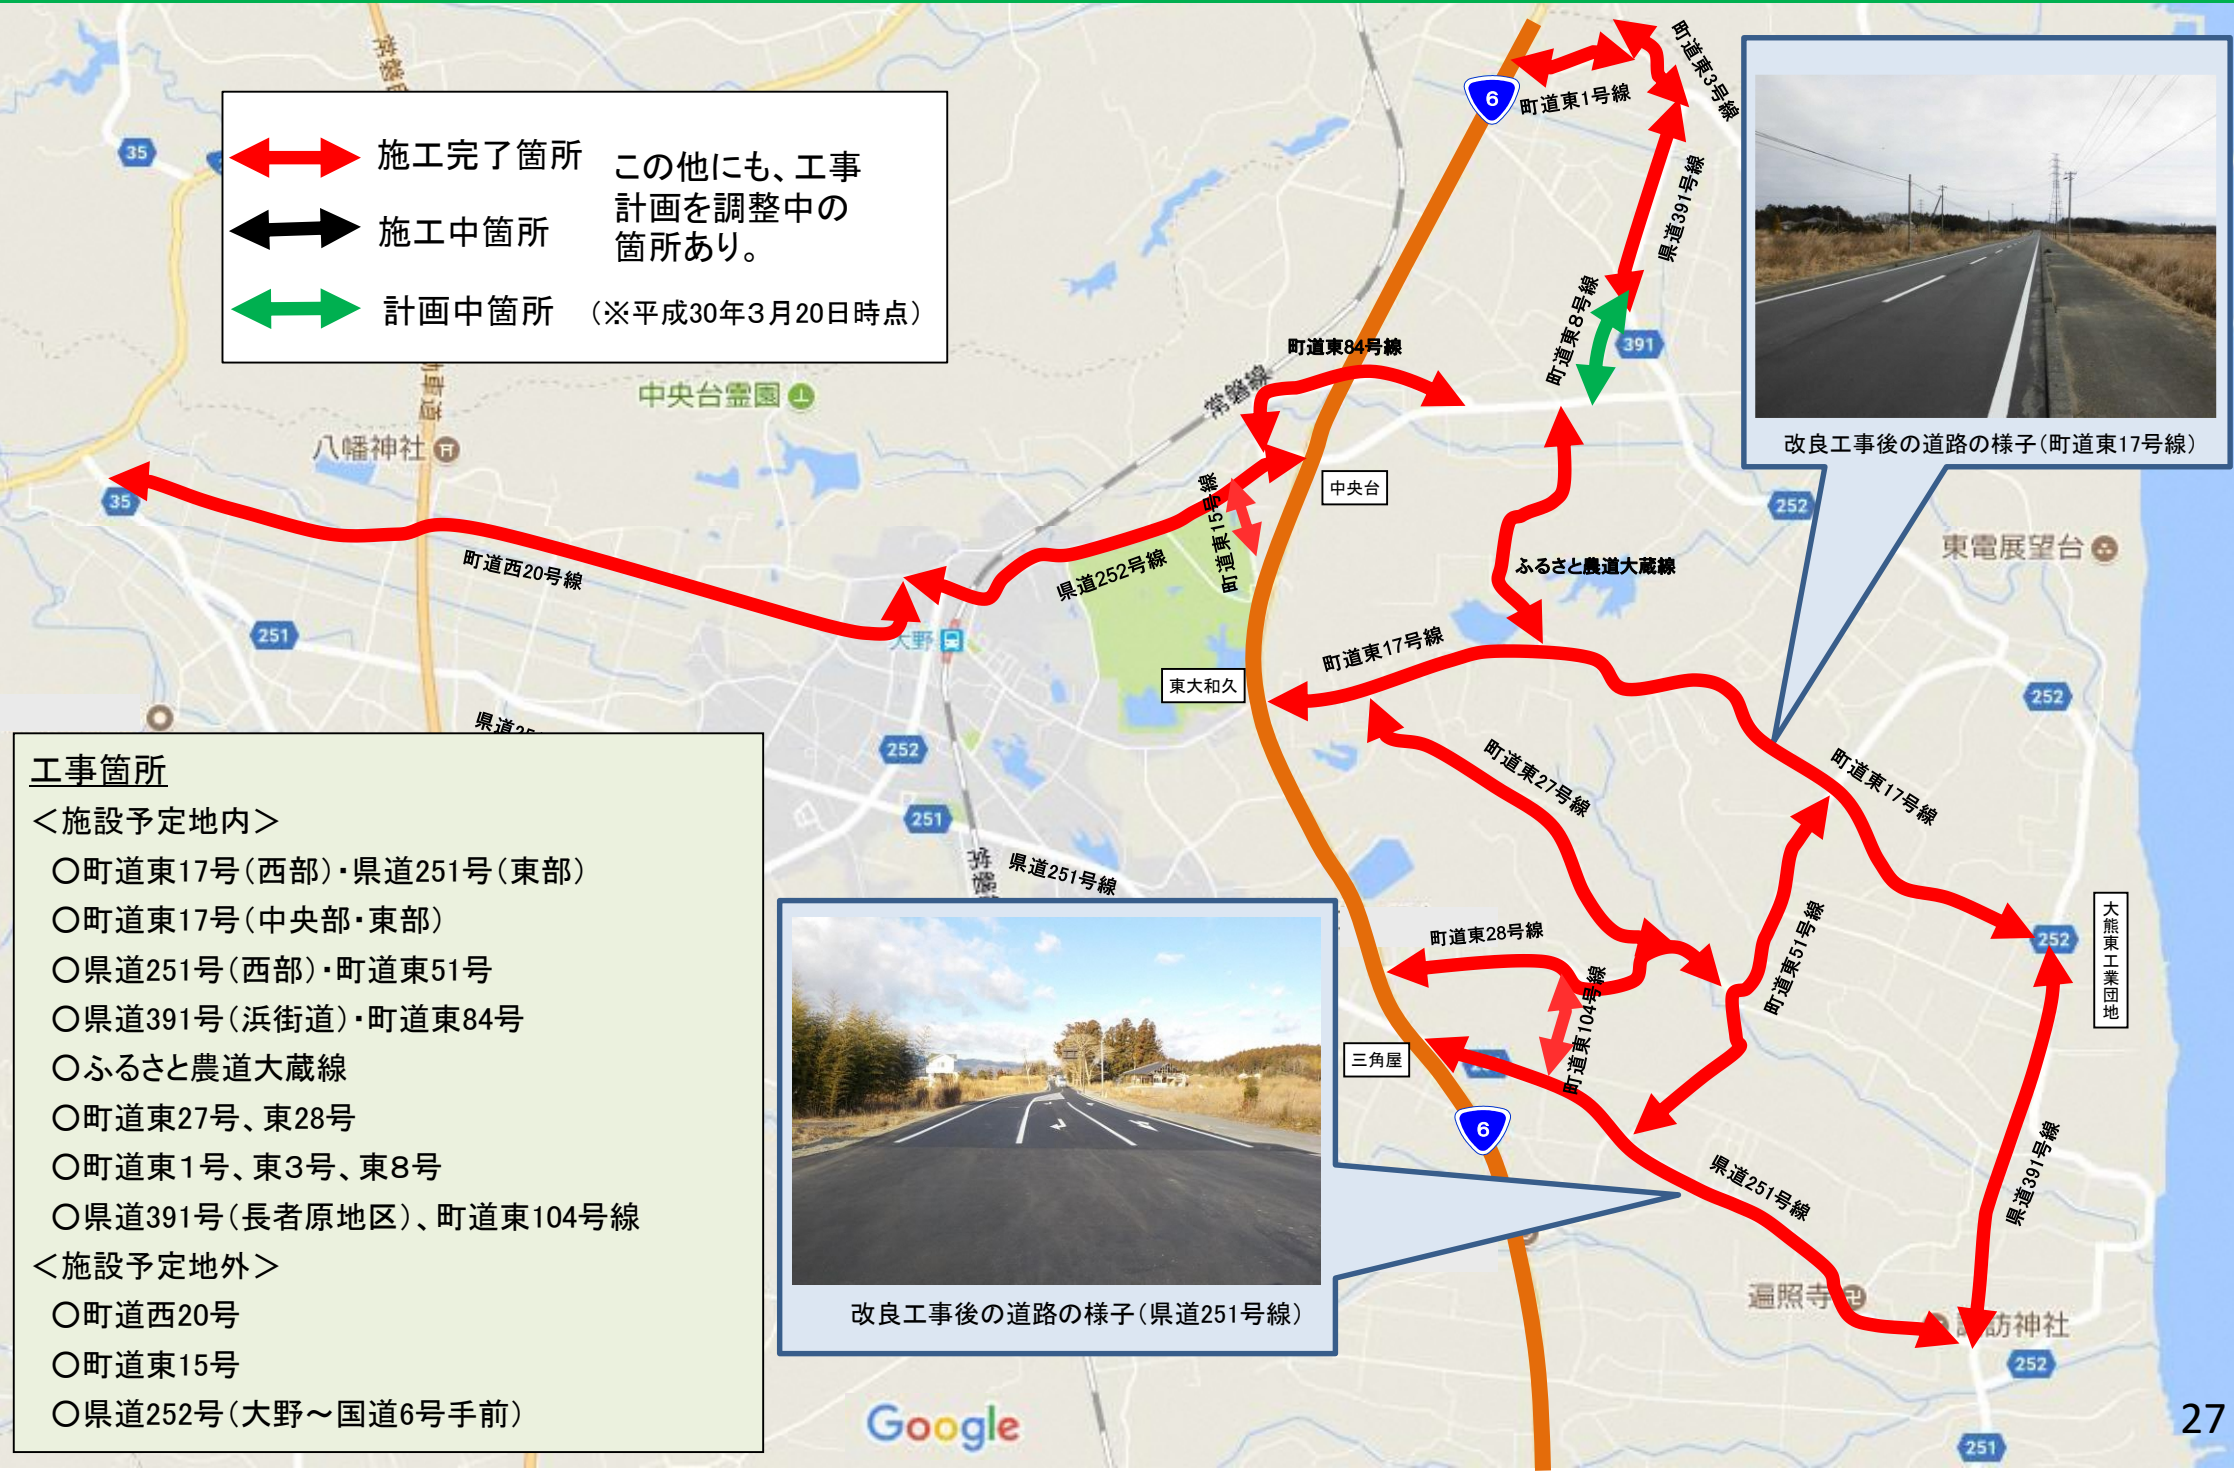 施工完了箇所
施工中箇所
計画中箇所
この他にも、工事
計画を調整中の
箇所あり。
（※平成30年３月20日時点）
6
町道東1号線
町道東3号線
県道391号線
町道東8号線
391
改良工事後の道路の様子（町道東17号線）
35
中央台霊園
八幡神社
35
町道東84号線
常磐線
中央台
252
東電展望台
町道西20号線
県道252号線
町道東15号線
ふるさと農道大蔵線
251
大野
東大和久
町道東17号線
252
252
町道東27号線
町道東17号線
251
県道251号線
町道東28号線
町道東104号線
町道東51号線
252
大熊東工業団地
三角屋
6
県道251号線
県道391号線
遍照寺
諏訪神社
252
251
改良工事後の道路の様子（県道251号線）
工事箇所
＜施設予定地内＞
○町道東17号（西部）・県道251号（東部）
○町道東17号（中央部・東部）
○県道251号（西部）・町道東51号
○県道391号（浜街道）・町道東84号
○ふるさと農道大蔵線
○町道東27号、東28号
○町道東１号、東３号、東８号
○県道391号（長者原地区）、町道東104号線
＜施設予定地外＞
○町道西20号
○町道東15号
○県道252号（大野～国道6号手前）
Google
27